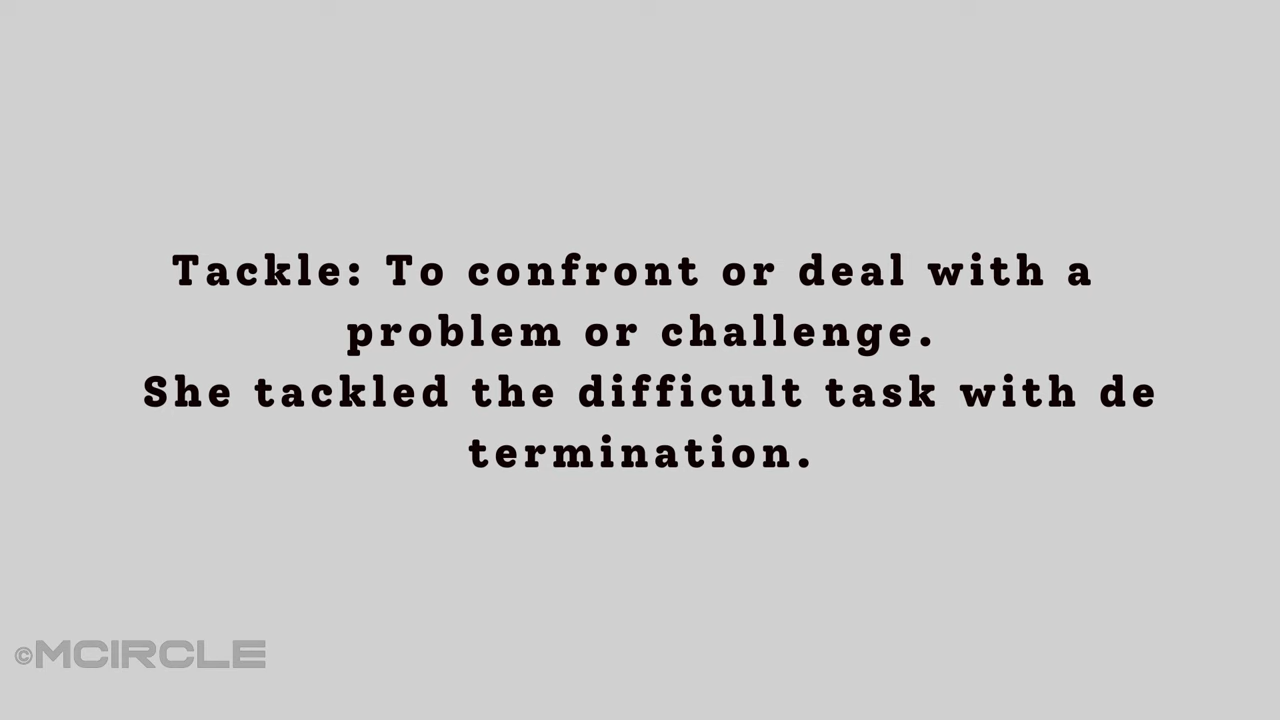 Tackle: To confront or deal with a
problem or challenge.
She tackled the difficult task with de
termination.
©MCIRCLE